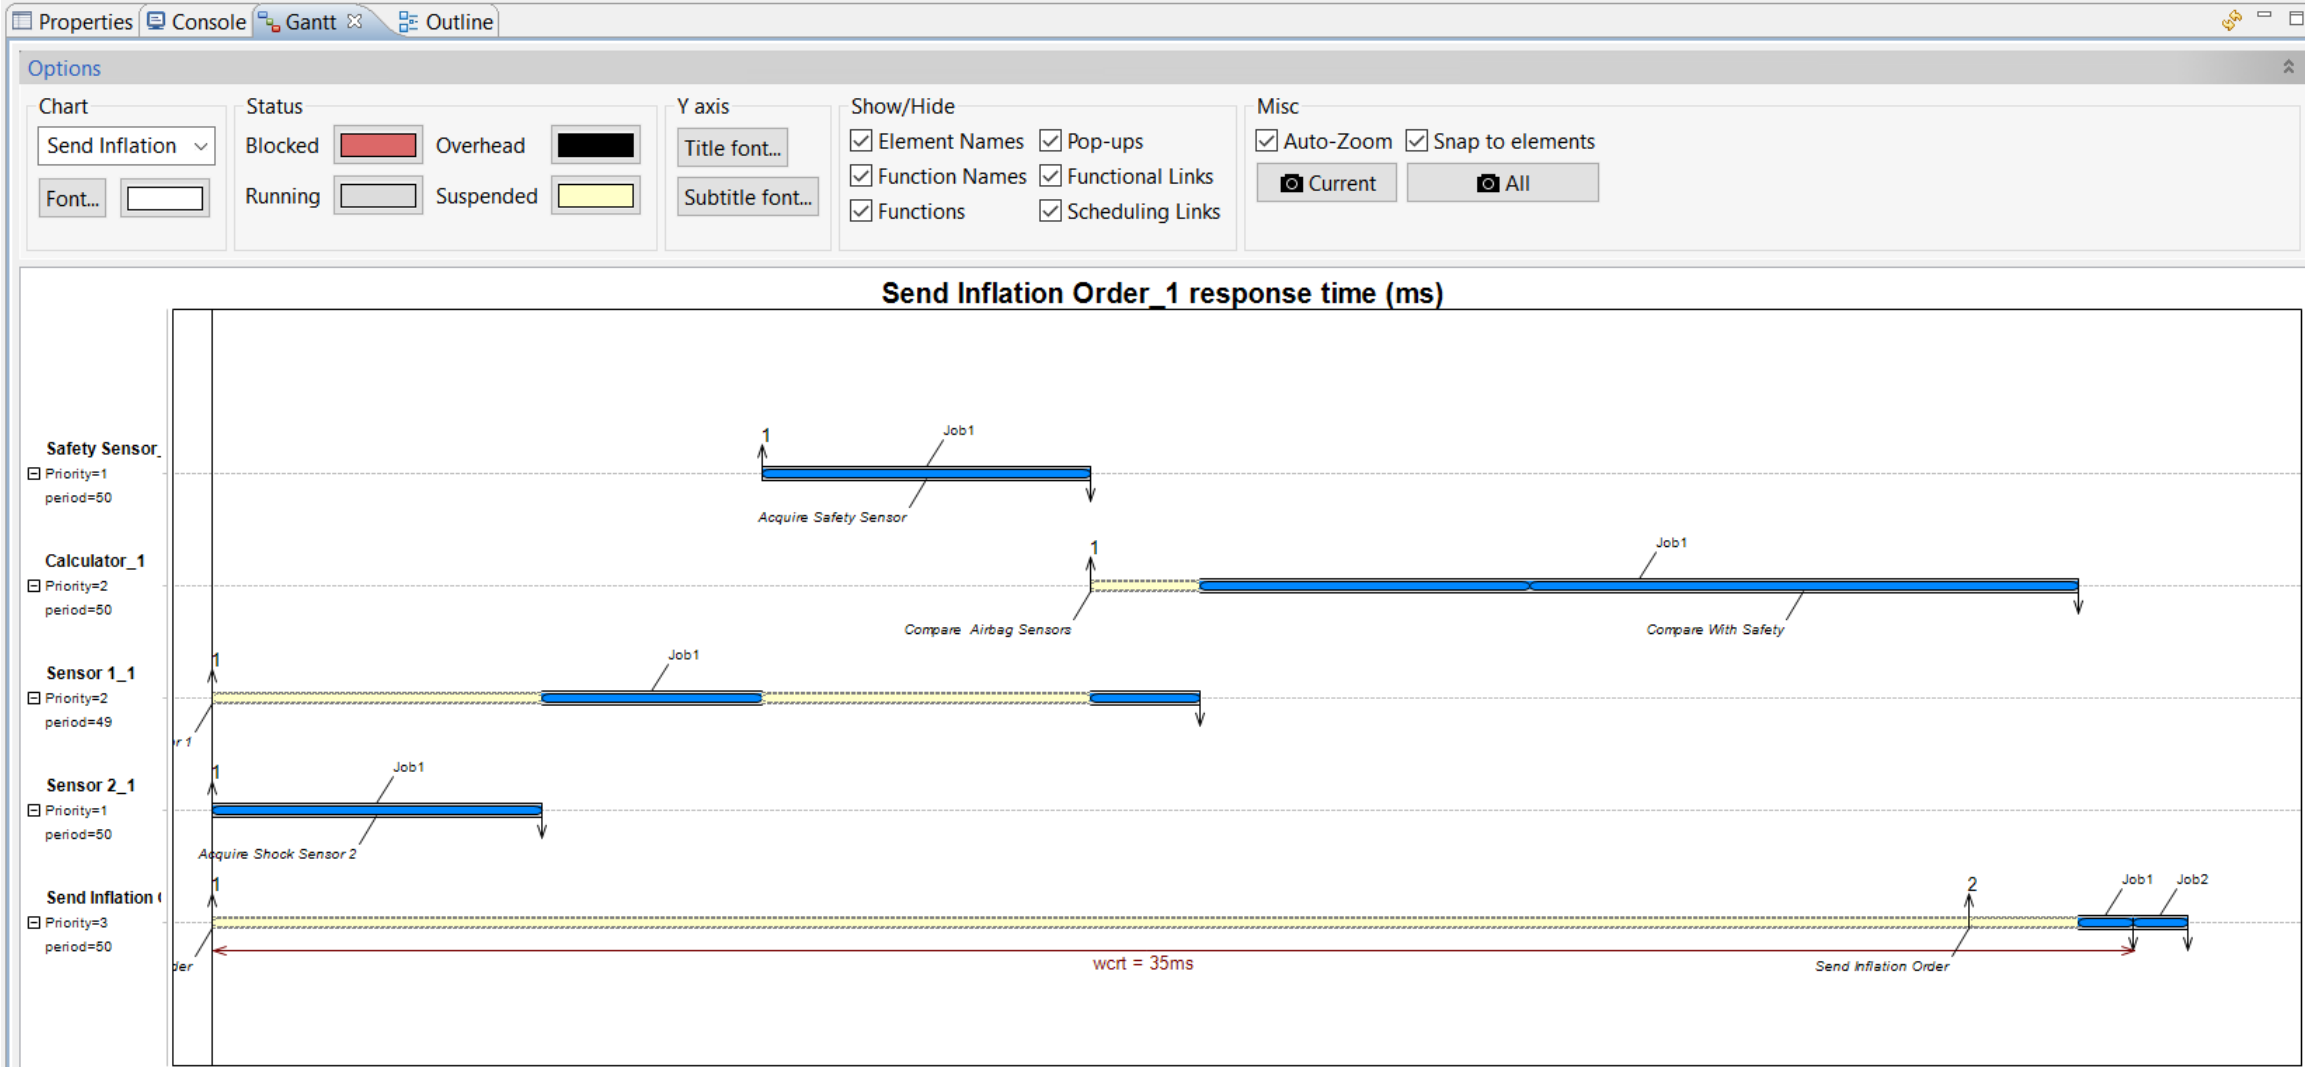 Properties Console Gantt Outline
Options
Chart
Send Inflation
Font...
Status
Blocked Overhead
Running Suspended
Y axis
Title font...
Subtitle font...
Show/Hide
Element Names Pop-ups
Function Names Functional Links
Functions Scheduling Links
Misc
Auto-Zoom Snap to elements
Current All
Send Inflation Order_1 response time (ms)
Safety Sensor_
Priority=1
period=50
1
Job1
Acquire Safety Sensor
Calculator_1
Priority=2
period=50
1
Job1
Compare Airbag Sensors
Compare With Safety
Sensor 1_1
Priority=2
period=49
1
Job1
r 1
Sensor 2_1
Priority=1
period=50
1
Job1
Acquire Shock Sensor 2
Send Inflation
Priority=3
period=50
1
2
Job1
Job2
der
wcrt = 35ms
Send Inflation Order